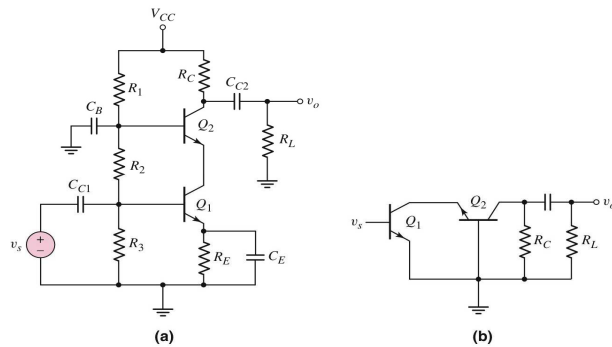 V_CC
R_C
R_1
C_C2
C_B
v_o
Q_2
R_2
R_L
C_C1
Q_1
v_s
+
−
R_3
R_E
C_E
(a)
Q_2
v_o
v_s
Q_1
R_C
R_L
(b)